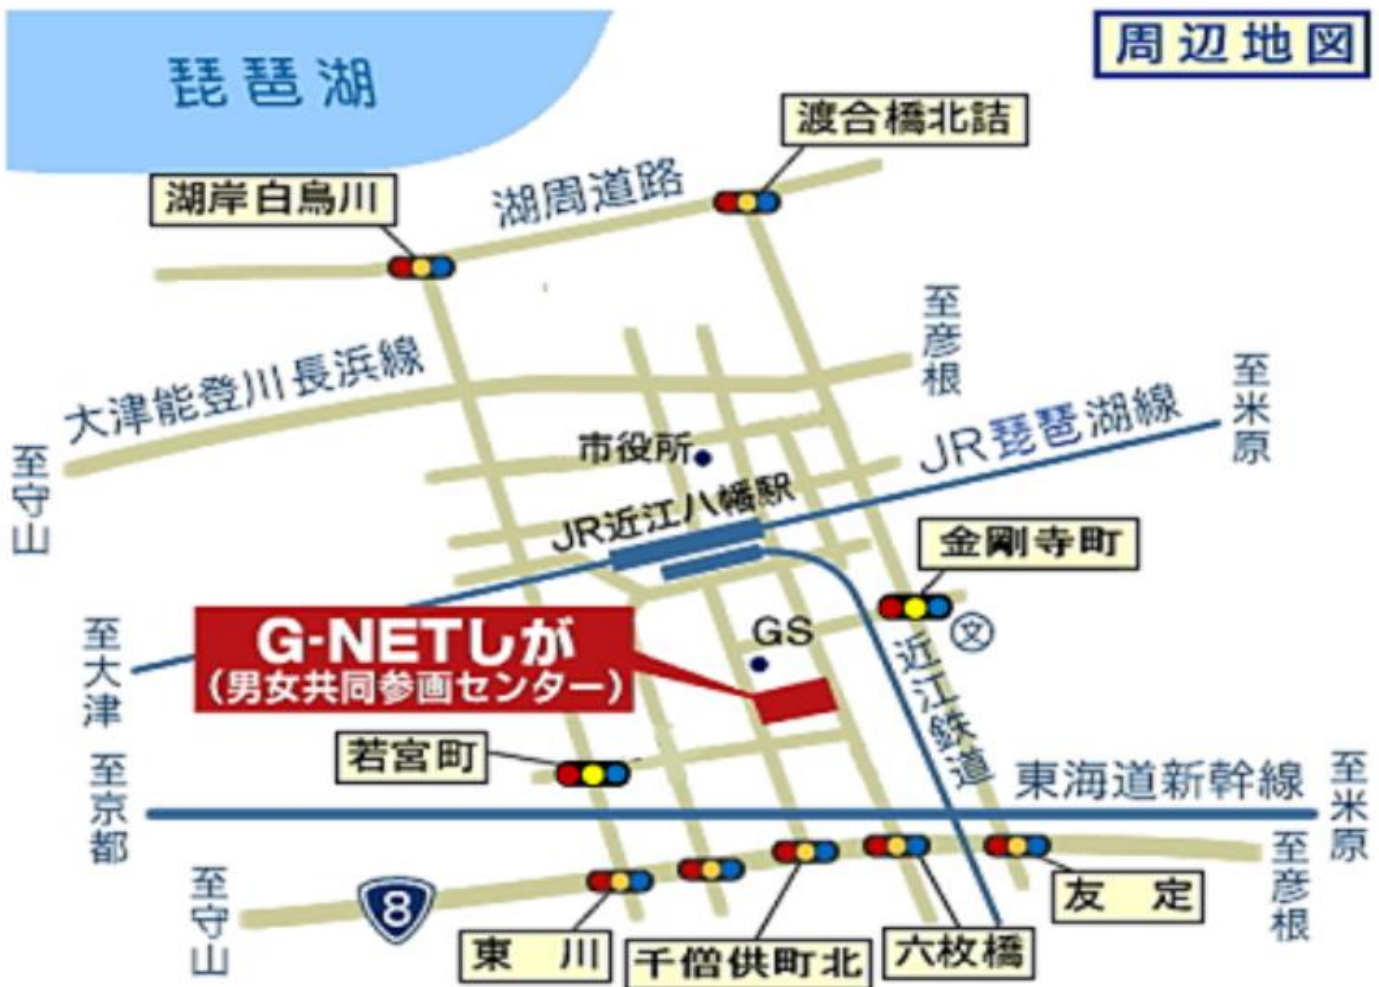 周辺地図
琵琶湖
渡合橋北詰
湖岸白鳥川
湖周道路
至彦根
大津能登川長浜線
至米原
JR琵琶湖線
市役所
至守山
JR近江八幡駅
金剛寺町
G-NETしが
(男女共同参画センター)
GS
文
至大津
近江鉄道
若宮町
至京都
東海道新幹線
至米原
至守山
8
至彦根
友 定
東 川
千僧供町北
六枚橋